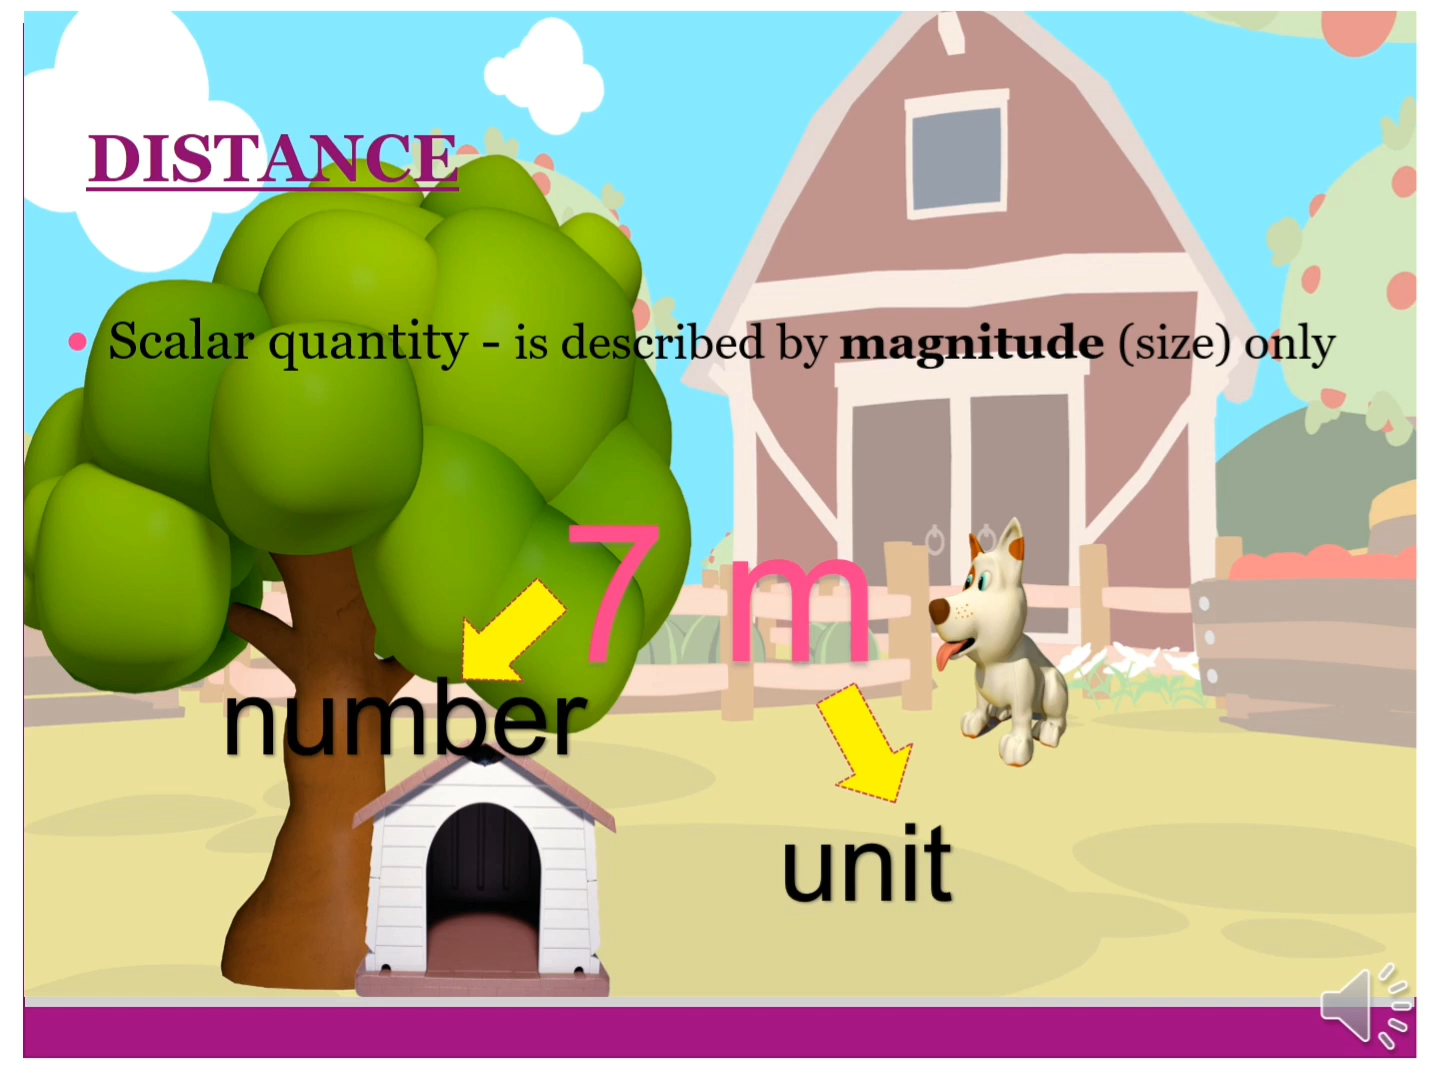 DISTANCE
• Scalar quantity - is described by magnitude (size) only
7 m
number
unit